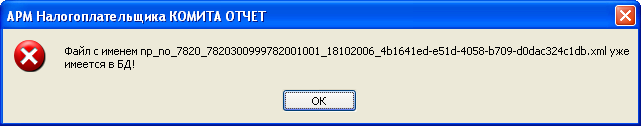 АРМ Налогоплательщика КОМИТА ОТЧЕТ
Файл с именем np_no_7820_7820300999782001001_18102006_4b1641ed-e51d-4058-b709-d0dac324c1db.xml уже
имеется в БД!
OK